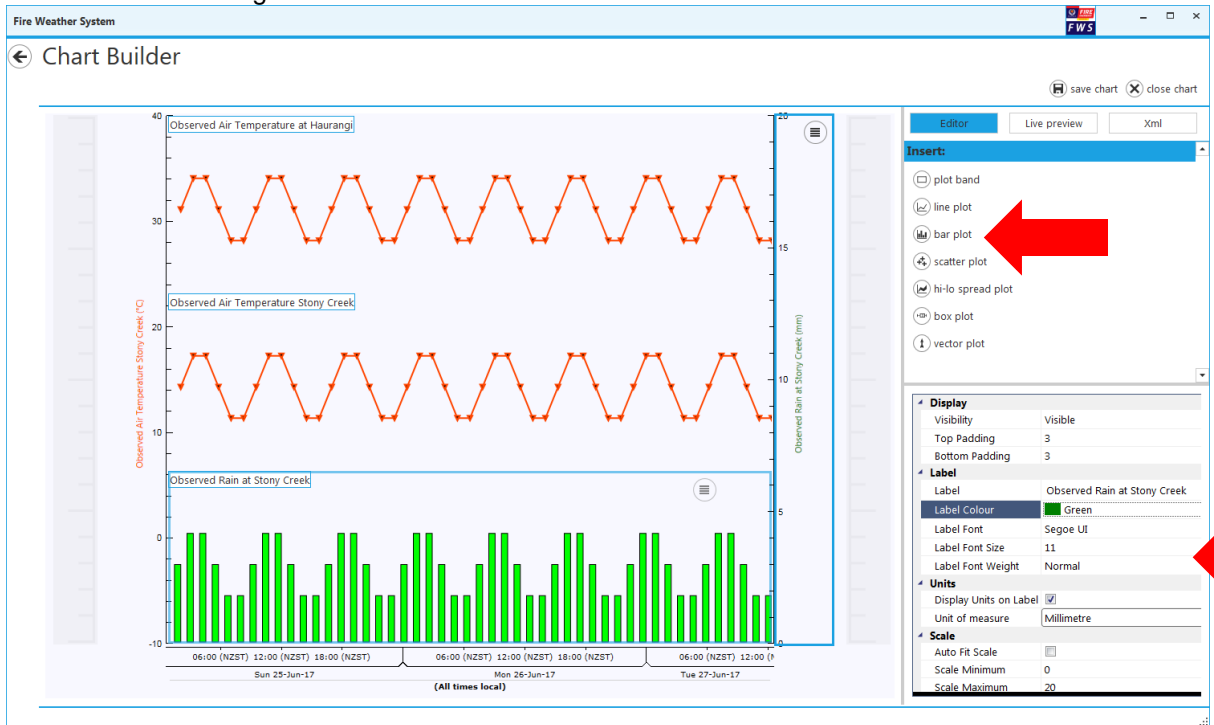 Fire Weather System
FIRE
FWS
Chart Builder
save chart
close chart
Editor
Live preview
Xml
Insert:
plot band
line plot
bar plot
scatter plot
hi-lo spread plot
box plot
vector plot
Observed Air Temperature at Haurangi
Observed Air Temperature Stony Creek
Observed Rain at Stony Creek
Observed Air Temperature Stony Creek (°C)
40
30
20
10
0
-10
Observed Rain at Stony Creek (mm)
20
15
10
5
0
06:00 (NZST) 12:00 (NZST) 18:00 (NZST)
06:00 (NZST) 12:00 (NZST) 18:00 (NZST)
06:00 (NZST) 12:00 (N
Sun 25-Jun-17
Mon 26-Jun-17
Tue 27-Jun-17
(All times local)
Display
Visibility Visible
Top Padding 3
Bottom Padding 3
Label
Label Observed Rain at Stony Creek
Label Colour Green
Label Font Segoe UI
Label Font Size 11
Label Font Weight Normal
Units
Display Units on Label
Unit of measure Millimetre
Scale
Auto Fit Scale
Scale Minimum 0
Scale Maximum 20